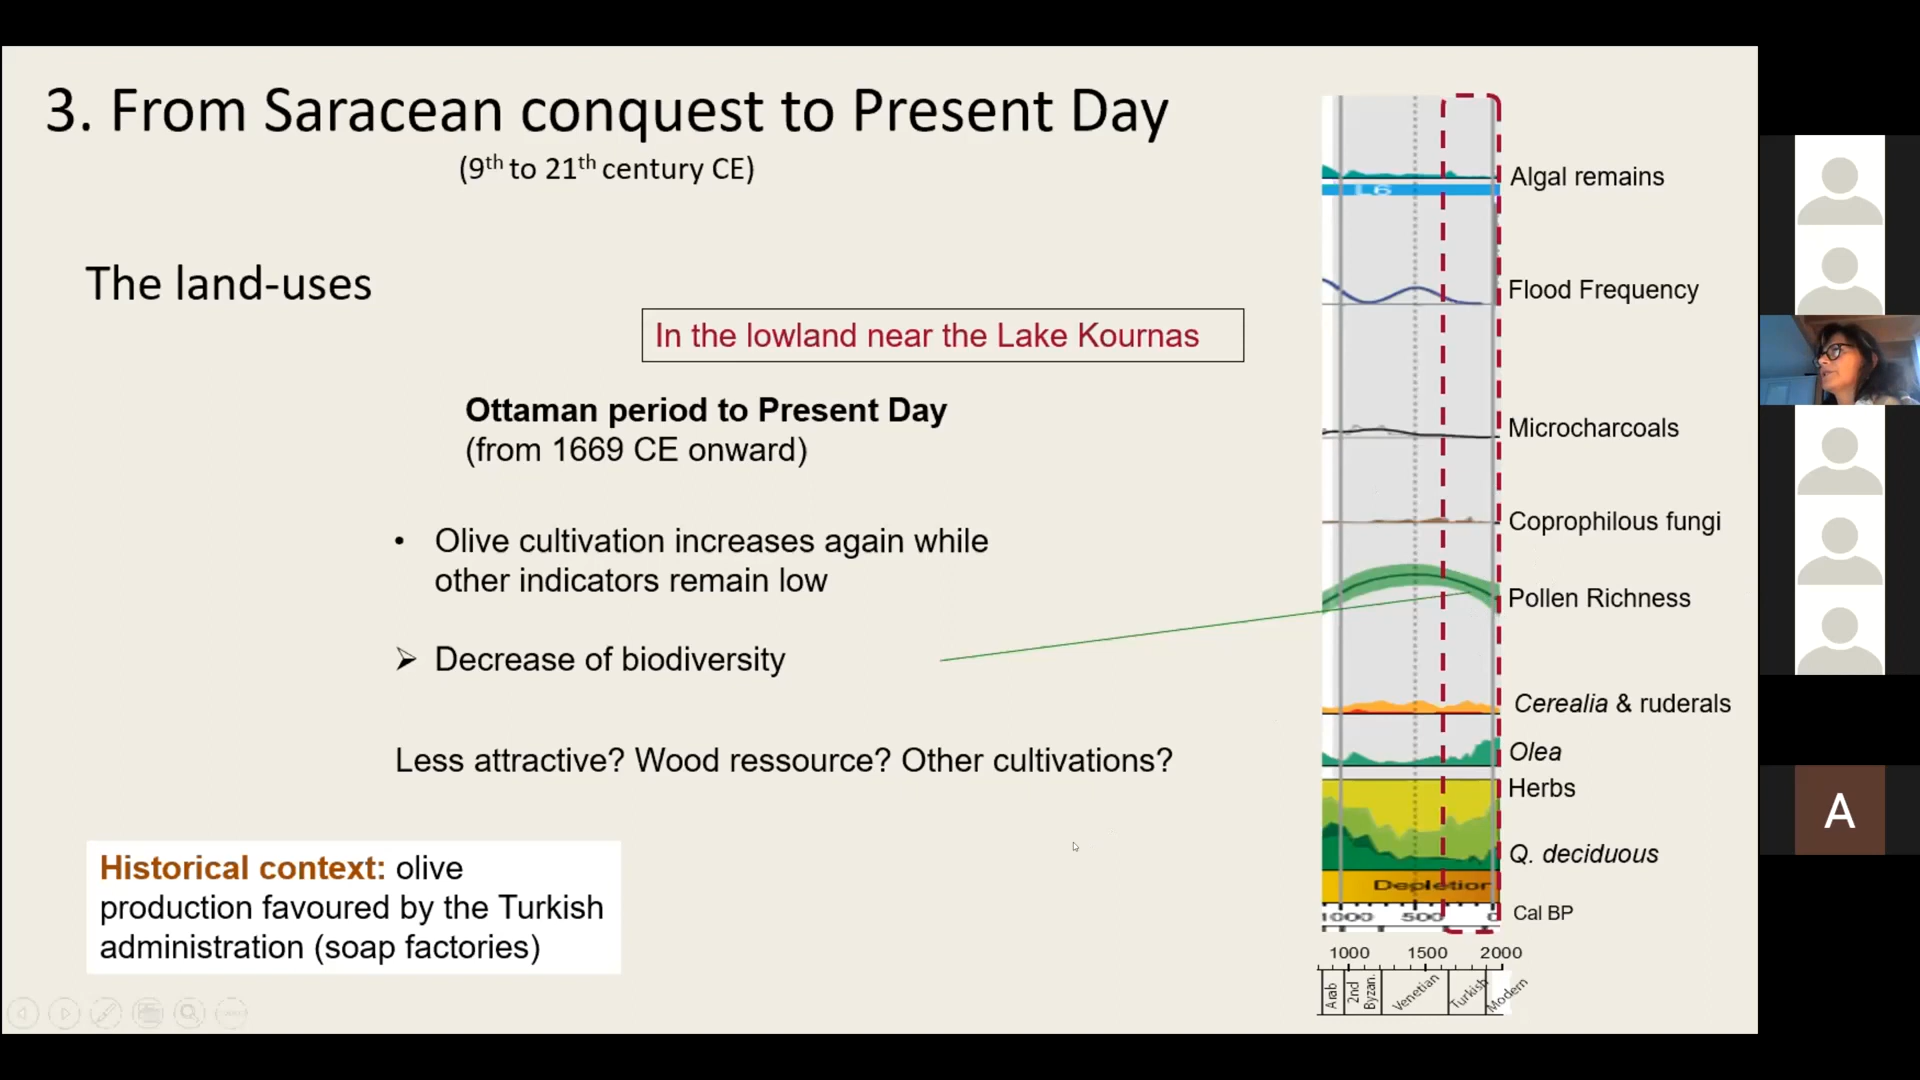 3. From Saracean conquest to Present Day
(9th to 21th century CE)
The land-uses
In the lowland near the Lake Kournas
Ottaman period to Present Day
(from 1669 CE onward)
• Olive cultivation increases again while
other indicators remain low
➢ Decrease of biodiversity
Less attractive? Wood ressource? Other cultivations?
Historical context: olive
production favoured by the Turkish
administration (soap factories)
L6
Algal remains
Flood Frequency
Microcharcoals
Coprophilous fungi
Pollen Richness
Cerealia & ruderals
Olea
Herbs
Q. deciduous
Depletion
1000 500 0
Cal BP
1000 1500 2000
Arab
2nd
Byzan.
Venetian
Turkish
Modern
A